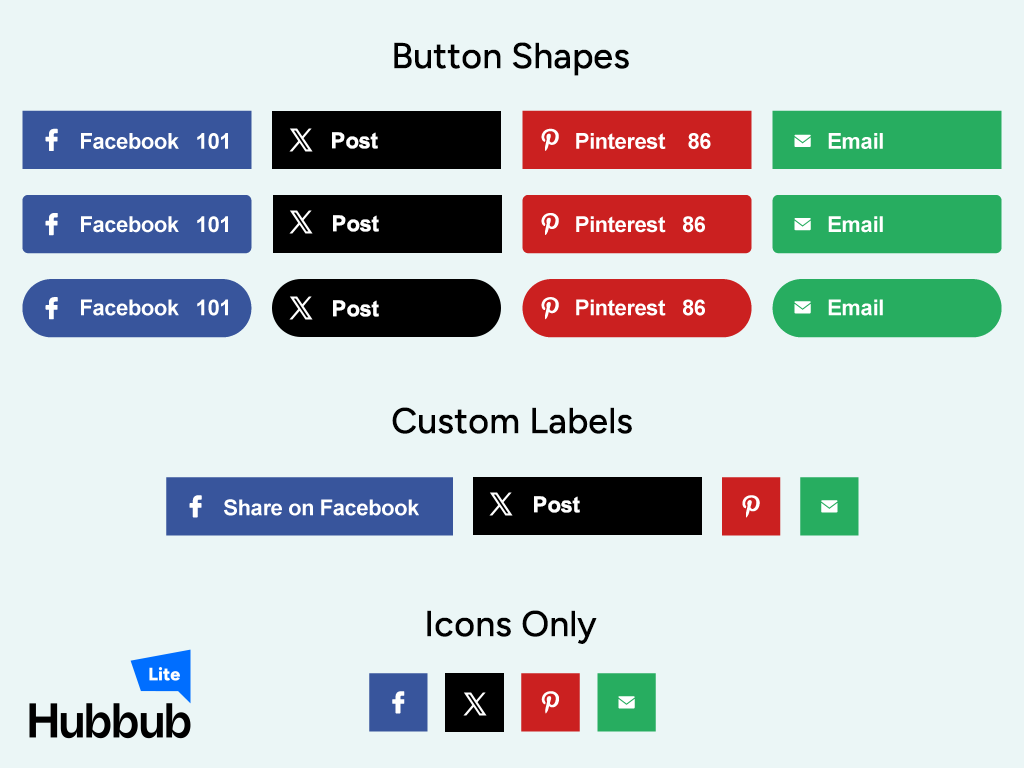 Button Shapes
Facebook 101 Post Pinterest 86 Email
Facebook 101 Post Pinterest 86 Email
Facebook 101 Post Pinterest 86 Email
Custom Labels
Share on Facebook Post
Icons Only
Lite
Hubbub